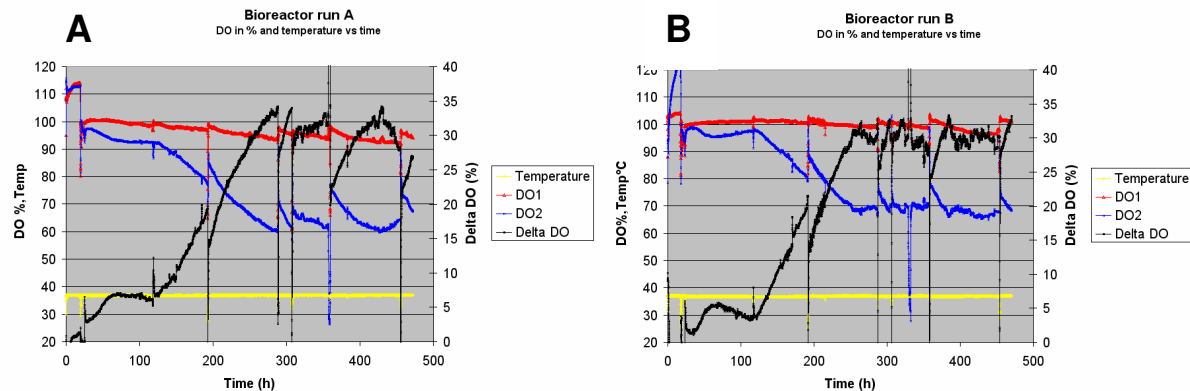 A
Bioreactor run A
DO in % and temperature vs time
DO %,Temp
120
110
100
90
80
70
60
50
40
30
20
40
35
30
25
20
15
10
5
0
Delta DO (%)
0 100 200 300 400 500
Time (h)
Temperature
DO1
DO2
Delta DO
B
Bioreactor run B
DO in % and temperature vs time
DO%,Temp°C
120
110
100
90
80
70
60
50
40
30
20
40
35
30
25
20
15
10
5
0
Delta DO (%)
0 100 200 300 400 500
Time (h)
Temperature
DO1
DO2
Delta DO